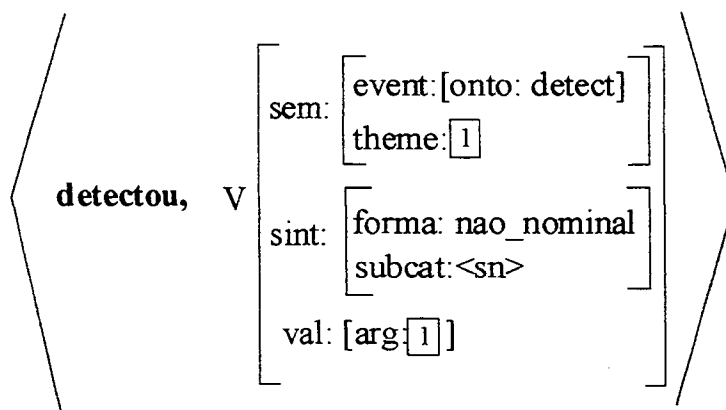 event:[onto: detect]
sem:
theme: 1
detectou, V
forma: nao_nominal
sint:
subcat:<sn>
val: [arg: 1 ]